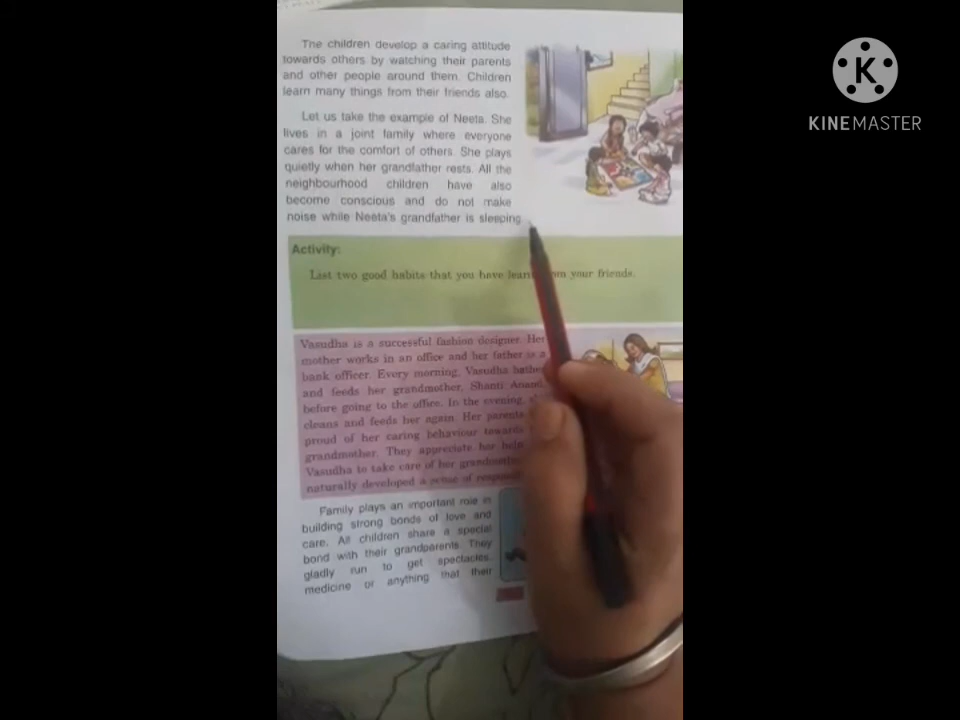 The children develop a caring attitude
towards others by watching their parents
and other people around them. Children
learn many things from their friends also.
Let us take the example of Neeta. She
lives in a joint family where everyone
cares for the comfort of others. She plays
quietly when her grandfather rests. All the
neighbourhood children have also
become conscious and do not make
noise while Neeta's grandfather is sleeping.
Activity:
List two good habits that you have learnt from your friends.
Vasudha is a successful fashion designer. Her
mother works in an office and her father is a
bank officer. Every morning, Vasudha bathes
and feeds her grandmother, Shanti Anand
before going to the office. In the evening,
cleans and feeds her again. Her parents
proud of her caring behaviour towards
grandmother. They appreciate her
Vasudha to take care of her
naturally developed a sense of
Family plays an important role in
building strong bonds of love and
care. All children share a special
bond with their grandparents. They
gladly run to get spectacles,
medicine or anything that their
K
KINEMASTER